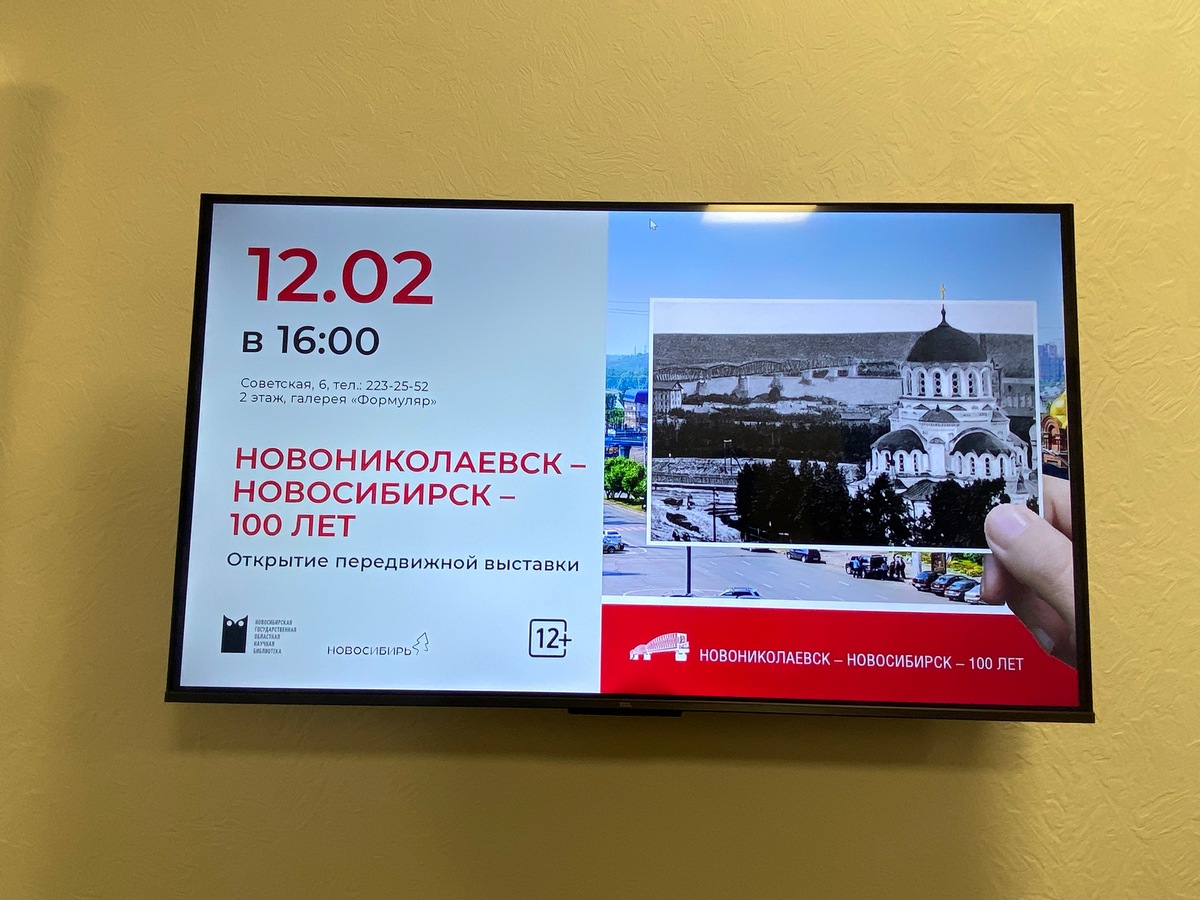 12.02
в 16:00
Советская, 6, тел.: 223-25-52
2 этаж, галерея «Формуляр»
НОВОНИКОЛАЕВСК –
НОВОСИБИРСК –
100 ЛЕТ
Открытие передвижной выставки
НОВОСИБИРСКАЯ
ГОСУДАРСТВЕННАЯ
ОБЛАСТНАЯ
НАУЧНАЯ
БИБЛИОТЕКА
НОВОСИБИРЬ
12+
НОВОНИКОЛАЕВСК – НОВОСИБИРСК – 100 ЛЕТ